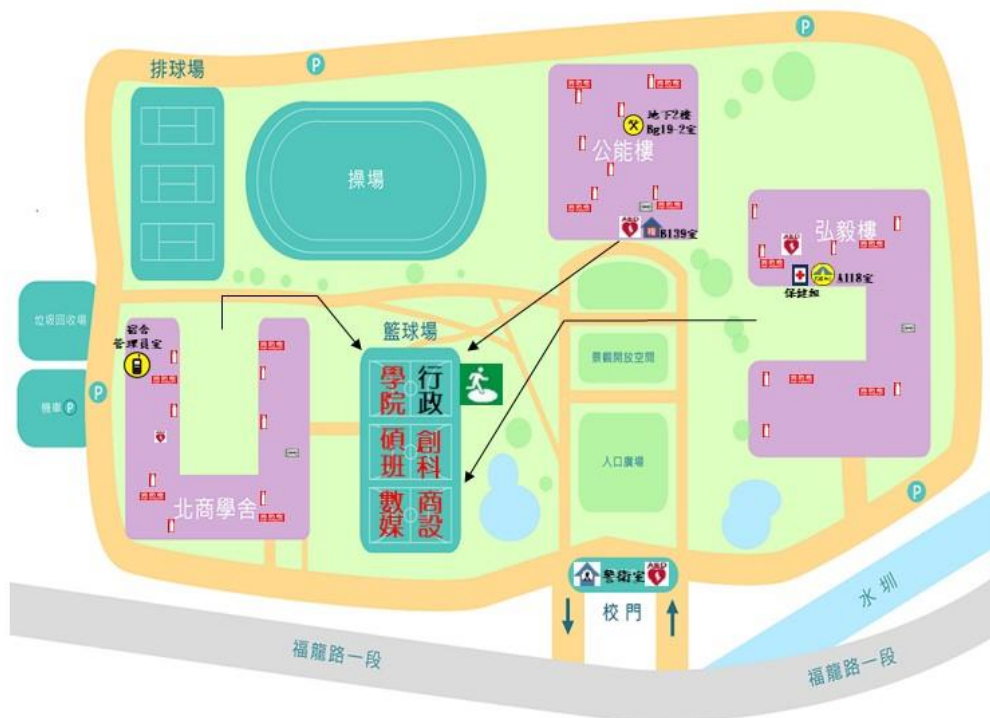 排球場
P
P
操場
地下2樓
Bg19-2室
公能樓
AED
B139室
弘毅樓
AED
A118室
保健組
垃圾回收場
機車P
P
宿舍
管理員室
北商學舍
籃球場
學院
行政
碩班
創科
數媒
商設
景觀開放空間
入口廣場
P
警衛室
AED
校門
水圳
福龍路一段
福龍路一段